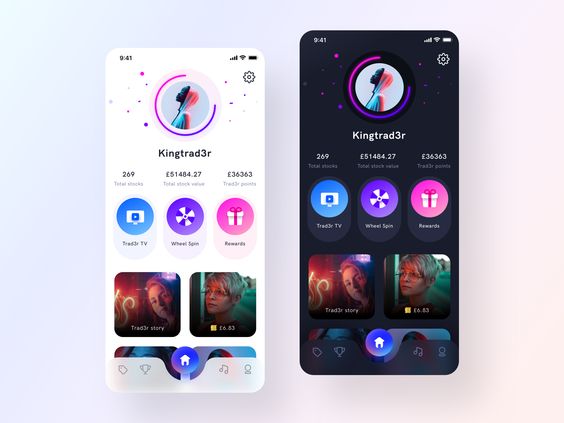 9:41
Kingtrad3r
269 £51484.27 £36363
Total stocks Total stock value Trad3r points
Trad3r TV Wheel Spin Rewards
Trad3r story £6.83
9:41
Kingtrad3r
269 £51484.27 £36363
Total stocks Total stock value Trad3r points
Trad3r TV Wheel Spin Rewards
Trad3r story £6.83